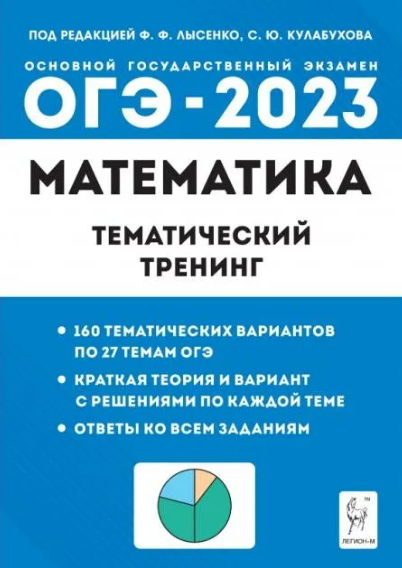 ПОД РЕДАКЦИЕЙ Ф. Ф. ЛЫСЕНКО, С. Ю. КУЛАБУХОВА
ОСНОВНОЙ ГОСУДАРСТВЕННЫЙ ЭКЗАМЕН
ОГЭ-2023
МАТЕМАТИКА
ТЕМАТИЧЕСКИЙ
ТРЕНИНГ
• 160 ТЕМАТИЧЕСКИХ ВАРИАНТОВ
ПО 27 ТЕМАМ ОГЭ
• КРАТКАЯ ТЕОРИЯ И ВАРИАНТ
С РЕШЕНИЯМИ ПО КАЖДОЙ ТЕМЕ
• ОТВЕТЫ КО ВСЕМ ЗАДАНИЯМ
TM
ЛЕГИОН-М